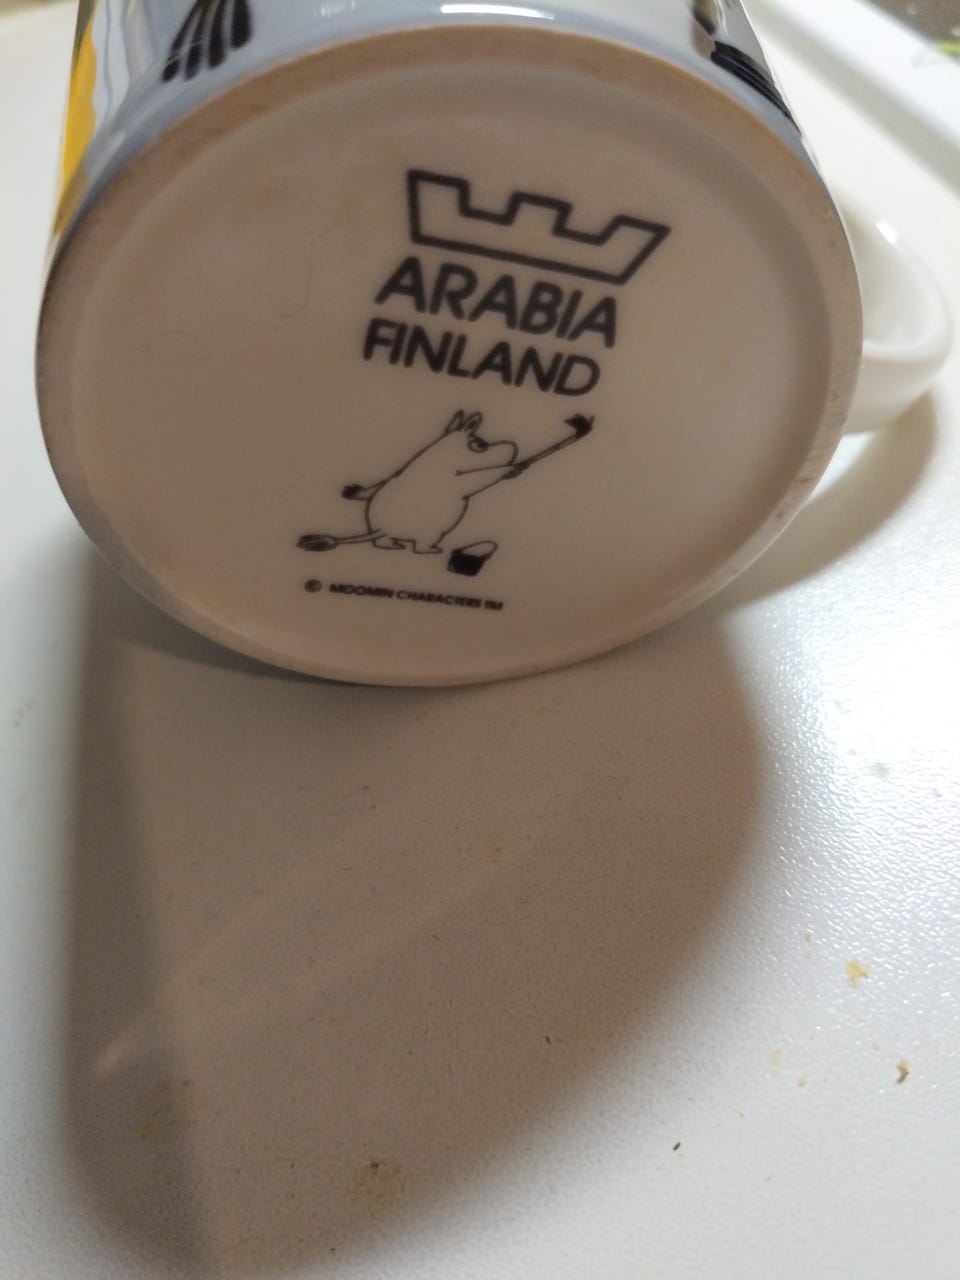 ARABIA
FINLAND
© MOOMIN CHARACTERS ™